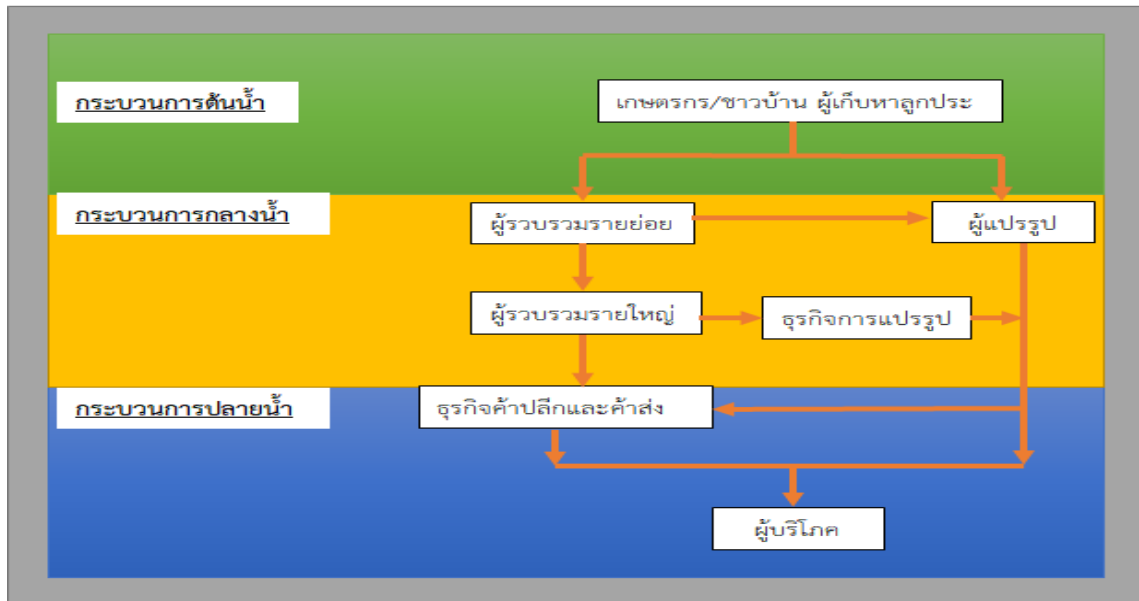 กระบวนการต้นน้ำ
เกษตรกร/ชาวบ้าน ผู้เก็บหาลูกประ
กระบวนการกลางน้ำ
ผู้รวบรวมรายย่อย
ผู้แปรรูป
ผู้รวบรวมรายใหญ่
ธุรกิจการแปรรูป
กระบวนการปลายน้ำ
ธุรกิจค้าปลีกและค้าส่ง
ผู้บริโภค